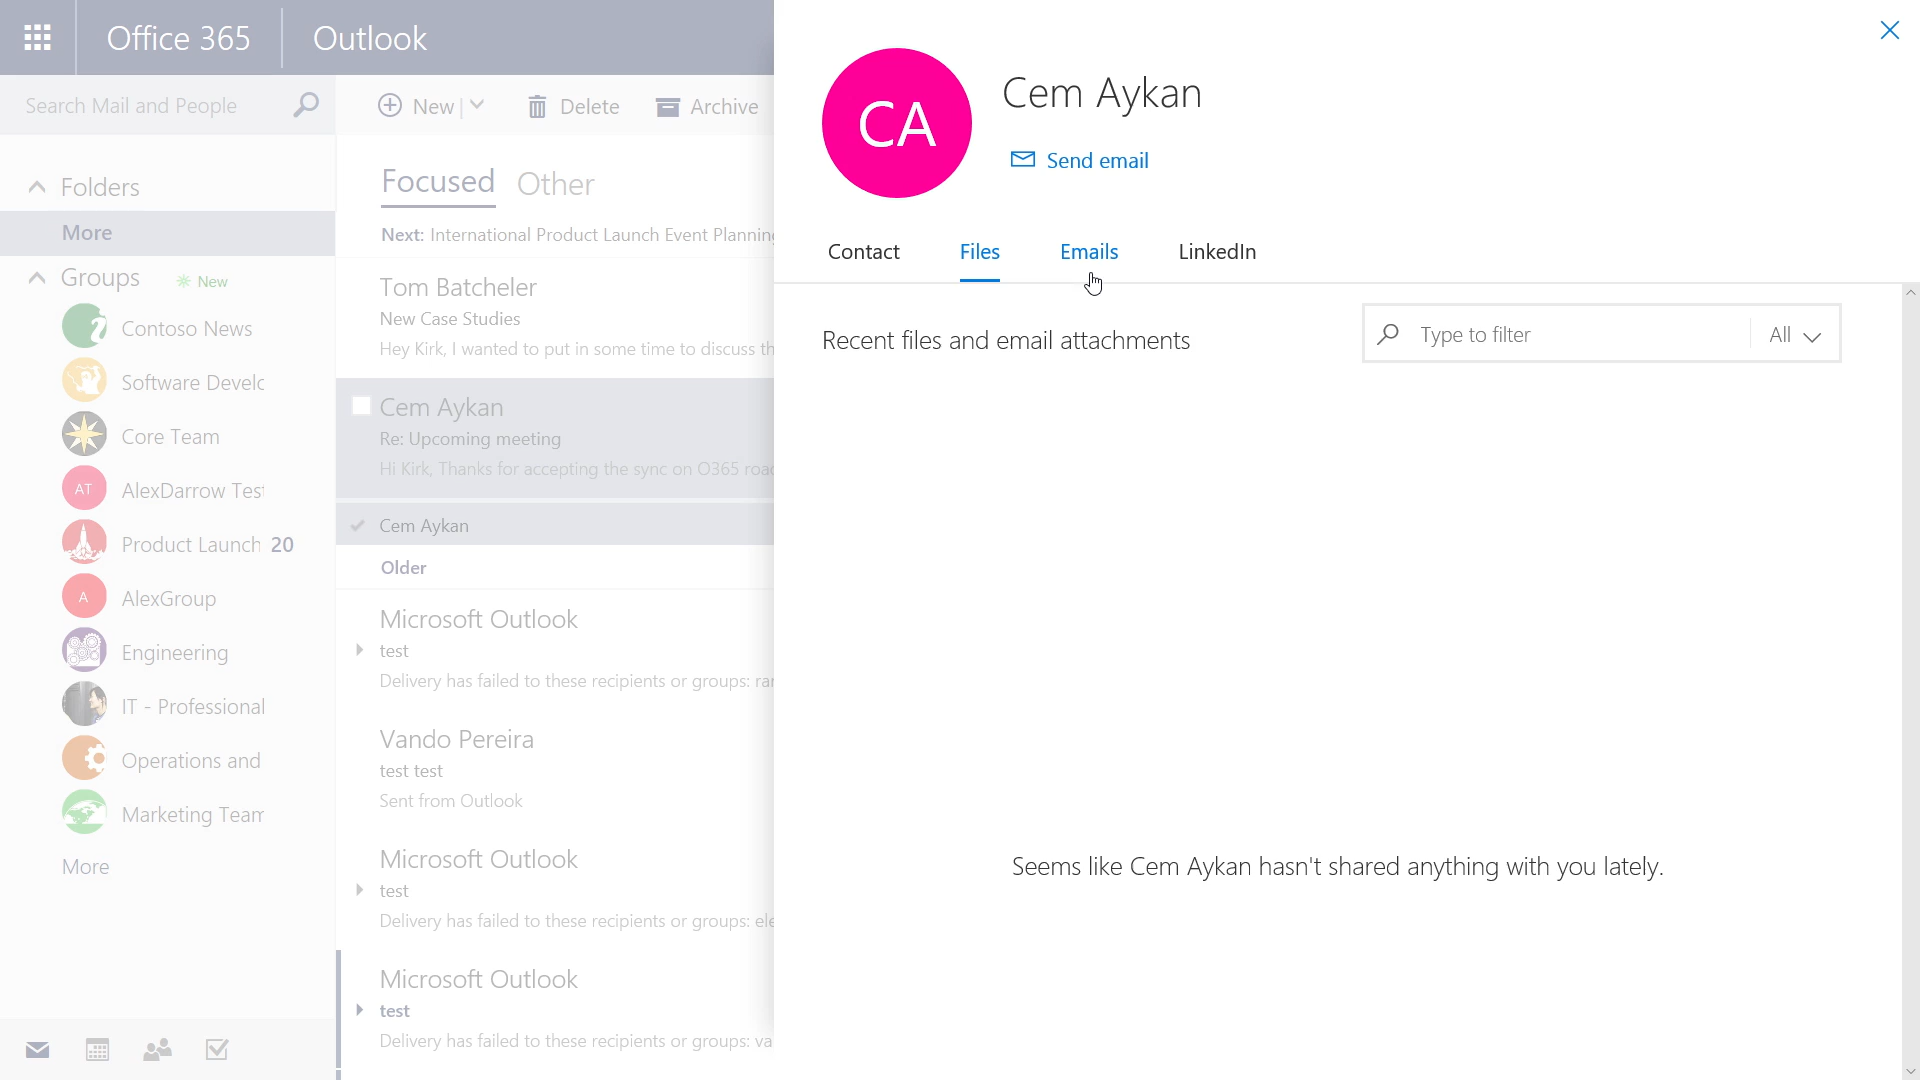 Office 365
Outlook
Search Mail and People
New
Delete
Archive
Folders
More
Groups
New
Contoso News
Software Develo
Core Team
AT
AlexDarrow Test
Product Launch 20
A
AlexGroup
Engineering
IT - Professional
Operations and
Marketing Team
More
Focused
Other
Next: International Product Launch Event Planning
Tom Batcheler
New Case Studies
Hey Kirk, I wanted to put in some time to discuss th
Cem Aykan
Re: Upcoming meeting
Hi Kirk, Thanks for accepting the sync on O365 road
Cem Aykan
Older
Microsoft Outlook
test
Delivery has failed to these recipients or groups: ran
Vando Pereira
test test
Sent from Outlook
Microsoft Outlook
test
Delivery has failed to these recipients or groups: ele
Microsoft Outlook
test
Delivery has failed to these recipients or groups: va
CA
Cem Aykan
Send email
Contact
Files
Emails
LinkedIn
Recent files and email attachments
Type to filter
All
Seems like Cem Aykan hasn't shared anything with you lately.